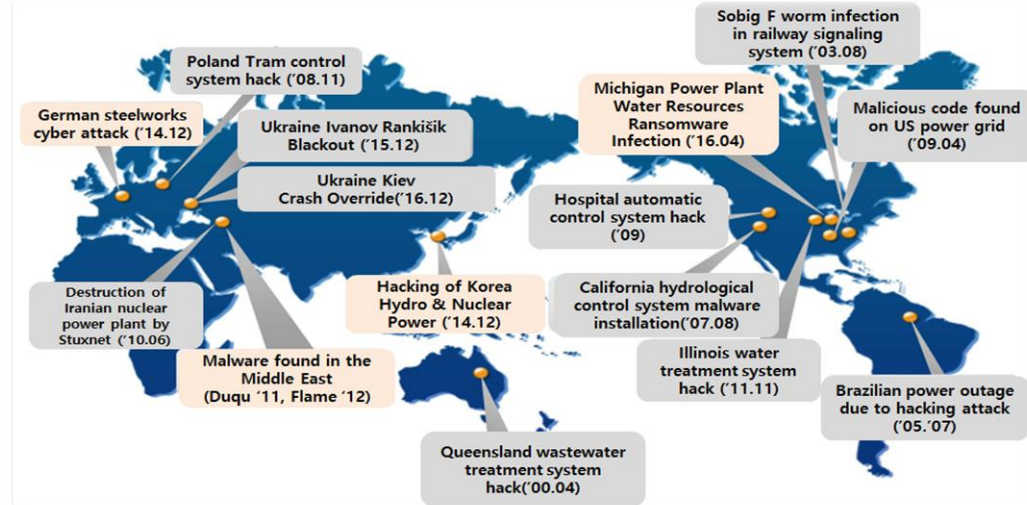 Sobig F worm infection
in railway signaling
system (‘03.08)
Poland Tram control
system hack (‘08.11)
Michigan Power Plant
Water Resources
Ransomware
Infection (‘16.04)
German steelworks
cyber attack (‘14.12)
Ukraine Ivanov Rankišik
Blackout (‘15.12)
Malicious code found
on US power grid
(‘09.04)
Ukraine Kiev
Crash Override(‘16.12)
Hospital automatic
control system hack
(‘09)
Destruction of
Iranian nuclear
power plant by
Stuxnet (‘10.06)
Hacking of Korea
Hydro & Nuclear
Power (‘14.12)
California hydrological
control system malware
installation(‘07.08)
Malware found in the
Middle East
(Duqu ‘11, Flame ‘12)
Illinois water
treatment system
hack (‘11.11)
Brazilian power outage
due to hacking attack
(‘05.‘07)
Queensland wastewater
treatment system
hack(‘00.04)